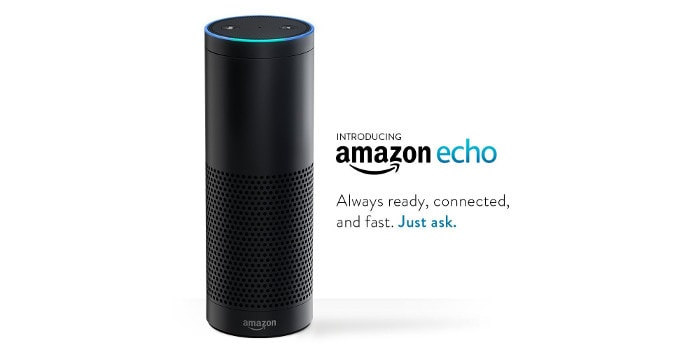 INTRODUCING
amazon echo
Always ready, connected,
and fast. Just ask.
amazon